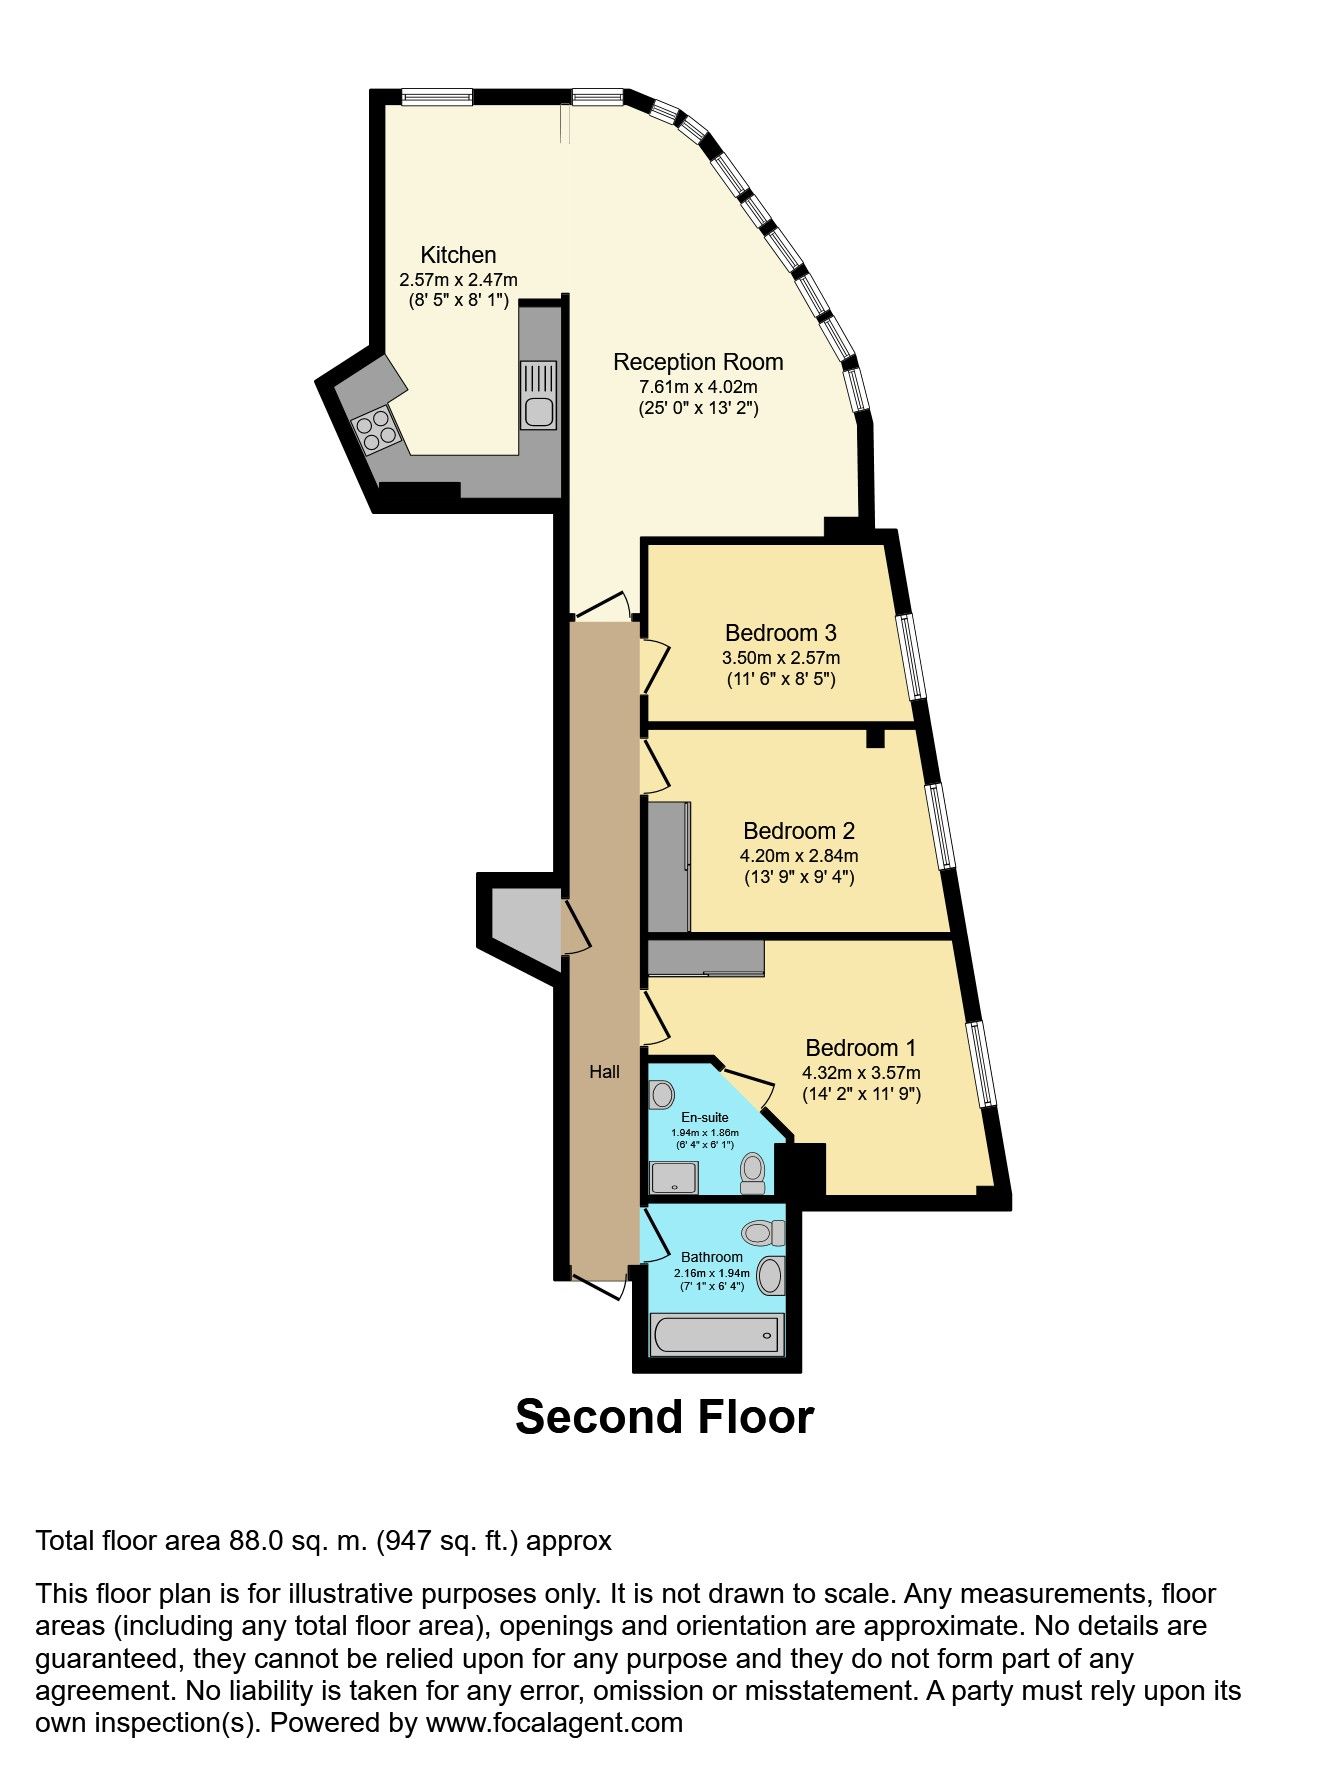 Kitchen
2.57m x 2.47m
(8' 5" x 8' 1")
Reception Room
7.61m x 4.02m
(25' 0" x 13' 2")
Bedroom 3
3.50m x 2.57m
(11' 6" x 8' 5")
Bedroom 2
4.20m x 2.84m
(13' 9" x 9' 4")
Bedroom 1
4.32m x 3.57m
(14' 2" x 11' 9")
Hall
En-suite
1.94m x 1.86m
(6' 4" x 6' 1")
Bathroom
2.16m x 1.94m
(7' 1" x 6' 4")
Second Floor
Total floor area 88.0 sq. m. (947 sq. ft.) approx
This floor plan is for illustrative purposes only. It is not drawn to scale. Any measurements, floor
areas (including any total floor area), openings and orientation are approximate. No details are
guaranteed, they cannot be relied upon for any purpose and they do not form part of any
agreement. No liability is taken for any error, omission or misstatement. A party must rely upon its
own inspection(s). Powered by www.focalagent.com